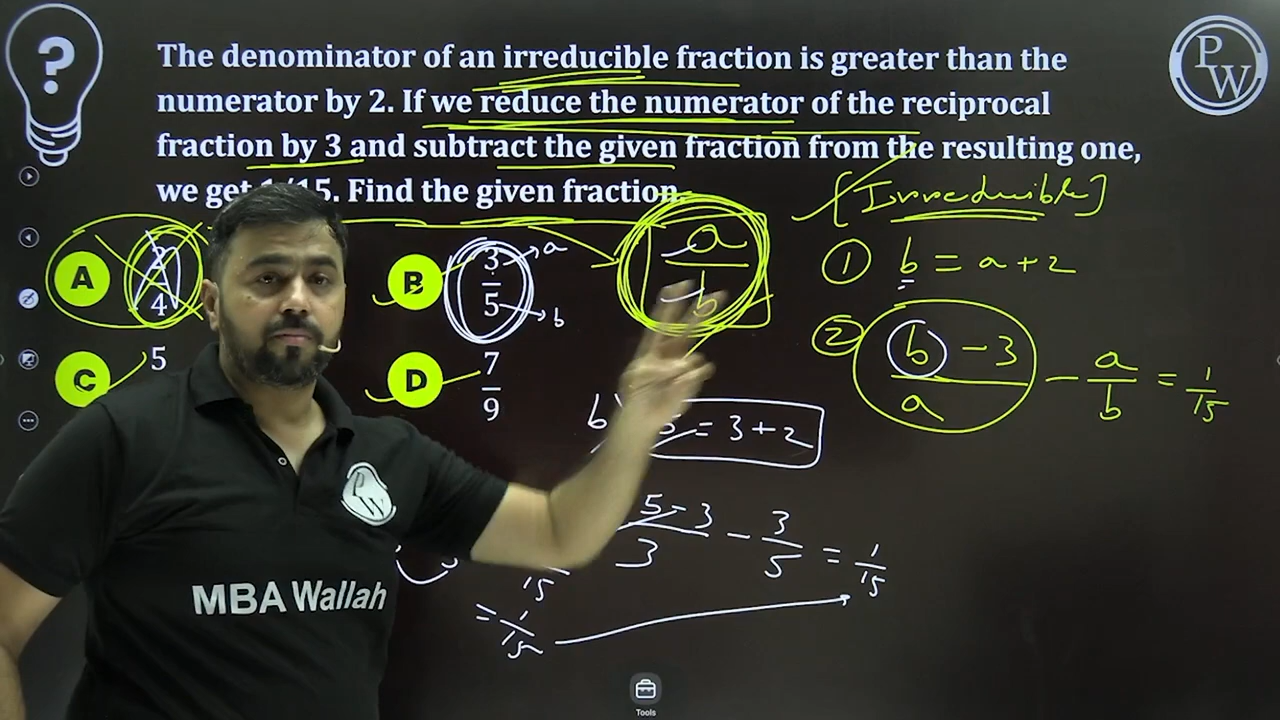 ?
The denominator of an irreducible fraction is greater than the
numerator by 2. If we reduce the numerator of the reciprocal
fraction by 3 and subtract the given fraction from the resulting one,
we get 1/15. Find the given fraction.
PW
[Irreducible]
A
4
B 3/5
a
b
a/b
① b = a + 2
C 5
D 7/9
② (b - 3)/a - a/b = 1/15
b
= 3 + 2
(5 - 3)/3 - 3/5 = 1/15
15
= 1/15
PW
MBA Wallah
Tools